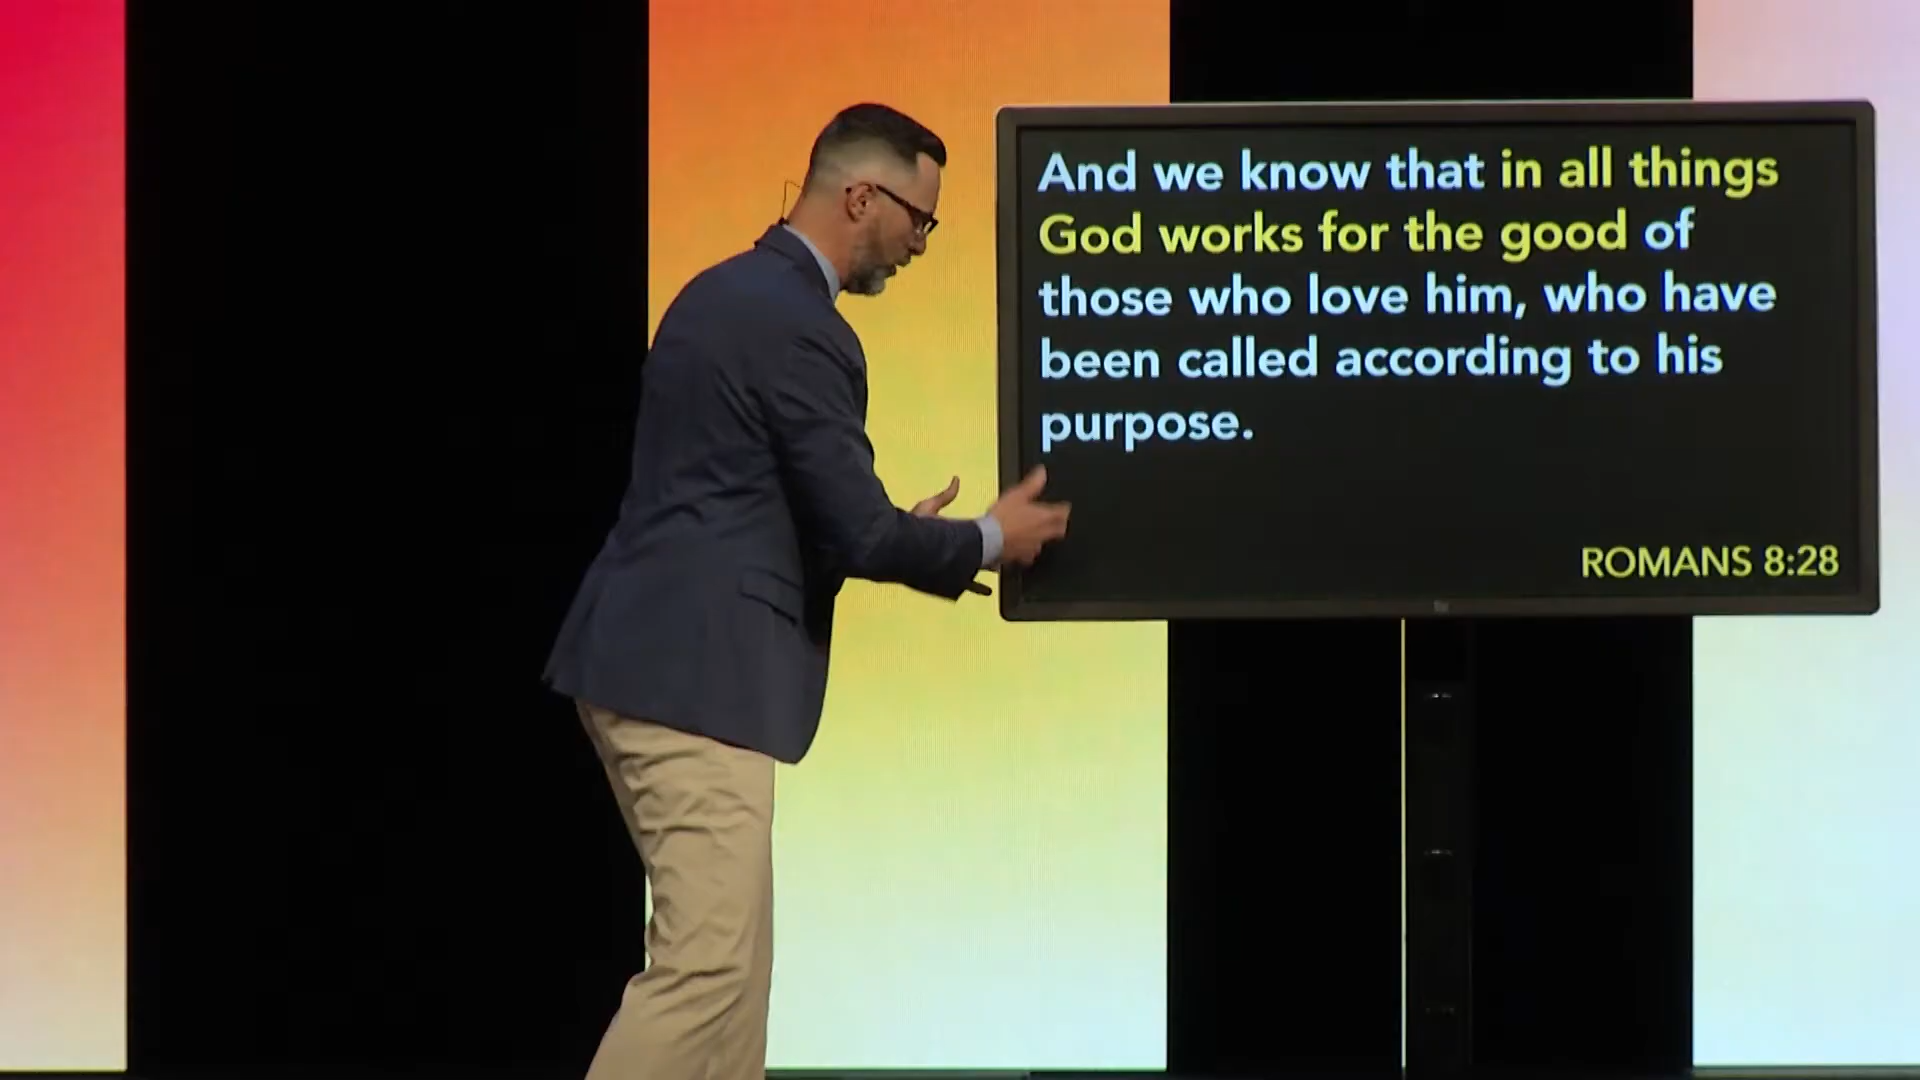 And we know that in all things
God works for the good of
those who love him, who have
been called according to his
purpose.
ROMANS 8:28